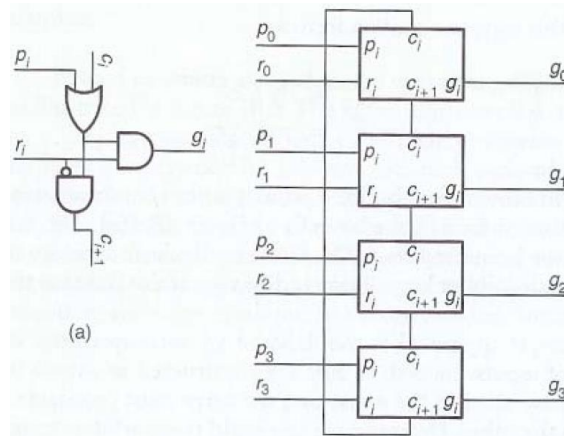 p_i
c_i
r_i
g_i
c_{i+1}
(a)
p_0
r_0
p_i
c_i
r_i
c_{i+1}
g_i
g_0
p_1
r_1
p_i
c_i
r_i
c_{i+1}
g_i
g_1
p_2
r_2
p_i
c_i
r_i
c_{i+1}
g_i
g_2
p_3
r_3
p_i
c_i
r_i
c_{i+1}
g_i
g_3